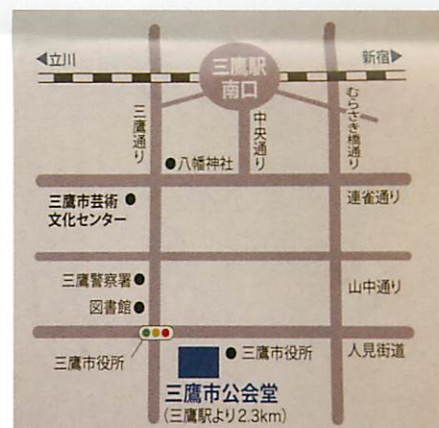 ◀立川
新宿▶
三鷹駅
南口
三鷹通り
中央通り
むらさき橋通り
●八幡神社
三鷹市芸術●
文化センター
連雀通り
三鷹警察署●
山中通り
図書館●
三鷹市役所
●三鷹市役所
人見街道
三鷹市公会堂
(三鷹駅より2.3km)